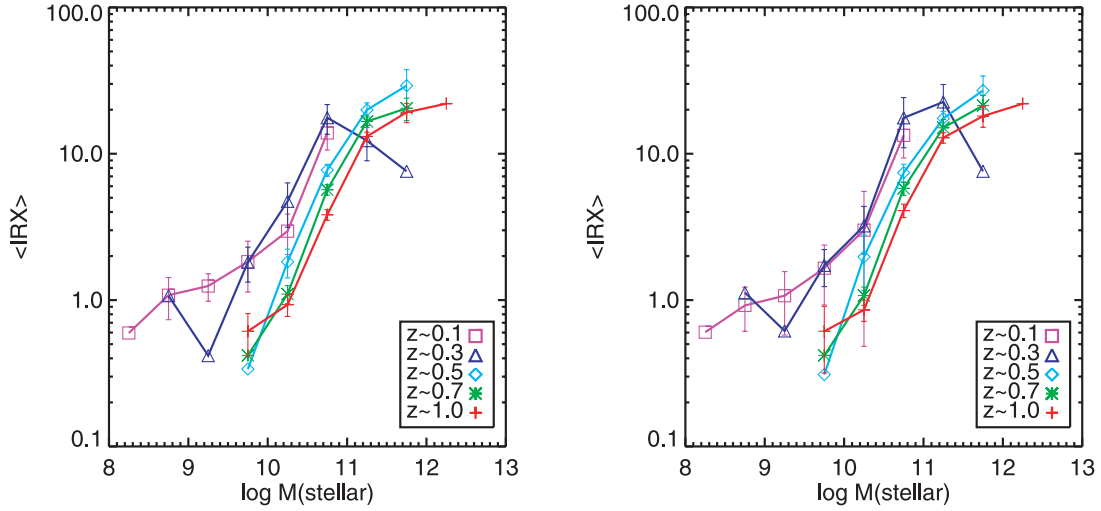 100.0
10.0
1.0
0.1
<IRX>
z~0.1
z~0.3
z~0.5
z~0.7
z~1.0
8 9 10 11 12 13
log M(stellar)
100.0
10.0
1.0
0.1
<IRX>
z~0.1
z~0.3
z~0.5
z~0.7
z~1.0
8 9 10 11 12 13
log M(stellar)